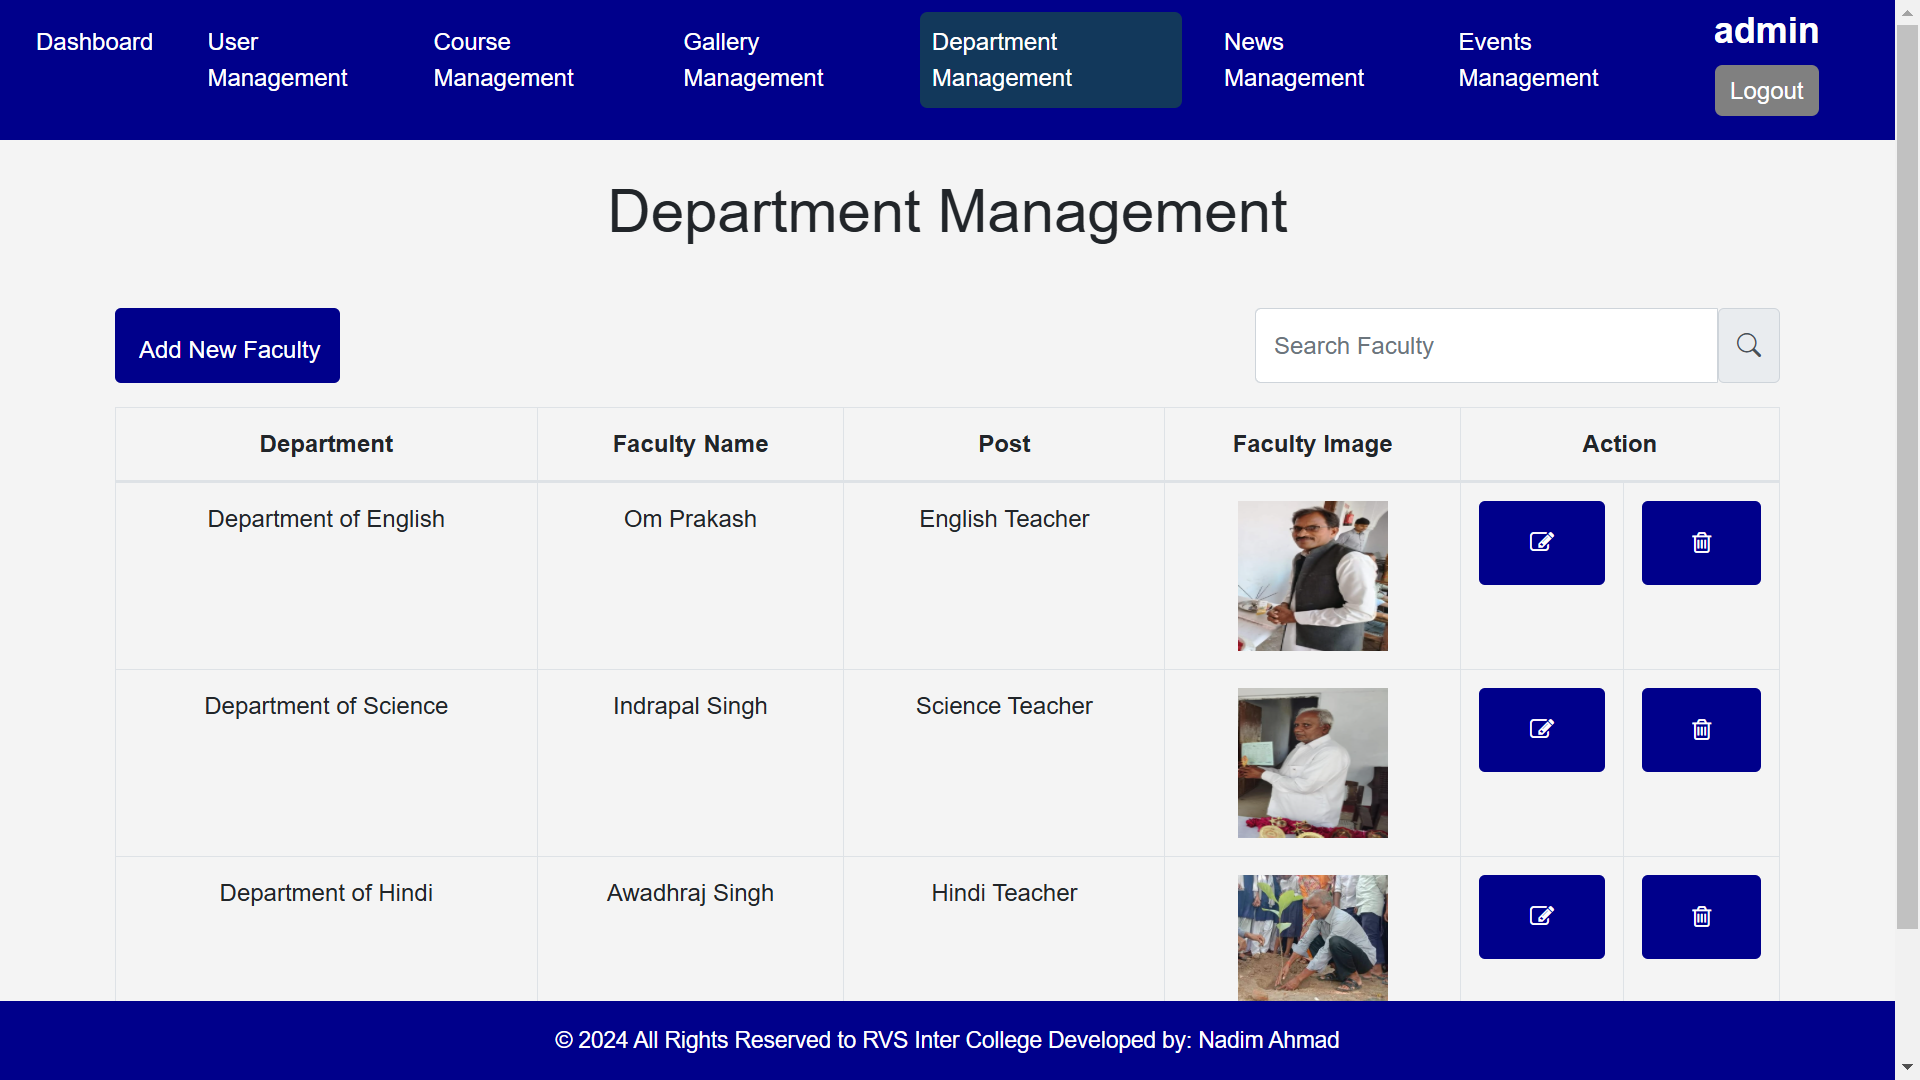 Dashboard
User
Management
Course
Management
Gallery
Management
Department
Management
News
Management
Events
Management
admin
Logout
Department Management
Add New Faculty
Search Faculty
Department Faculty Name Post Faculty Image Action
Department of English Om Prakash English Teacher
Department of Science Indrapal Singh Science Teacher
Department of Hindi Awadhraj Singh Hindi Teacher
© 2024 All Rights Reserved to RVS Inter College Developed by: Nadim Ahmad